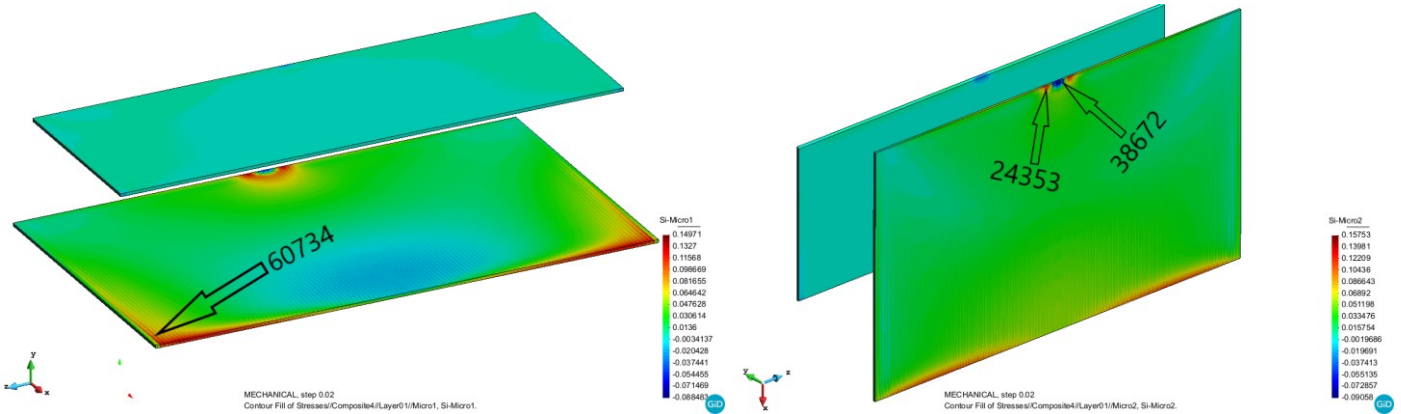 60734
Si-Micro1
0.14971
0.1327
0.11568
0.098669
0.081655
0.064642
0.047628
0.030614
0.0136
-0.0034137
-0.020428
-0.037441
-0.054455
-0.071469
-0.088483
y
z
x
MECHANICAL, step 0.02
Contour Fill of Stresses//Composite4//Layer01//Micro1, Si-Micro1.
GiD
24353
38672
Si-Micro2
0.15753
0.13981
0.12209
0.10436
0.086643
0.06892
0.051198
0.033476
0.015754
-0.0019686
-0.019691
-0.037413
-0.055135
-0.072857
-0.09058
y
z
x
MECHANICAL, step 0.02
Contour Fill of Stresses//Composite4//Layer01//Micro2, Si-Micro2.
GiD